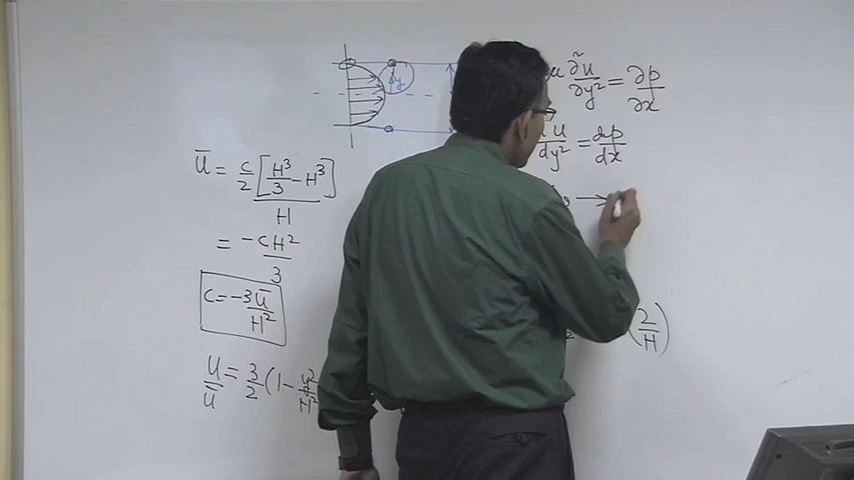 y
μ ∂²u/∂y² = ∂p/∂x
u/dy² = dp/dx
→
ū = c/2 [H³/3 - H³] / H
= -cH²/3
c = -3ū/H²
u/ū = 3/2 (1 - y²/H²
(2/H)